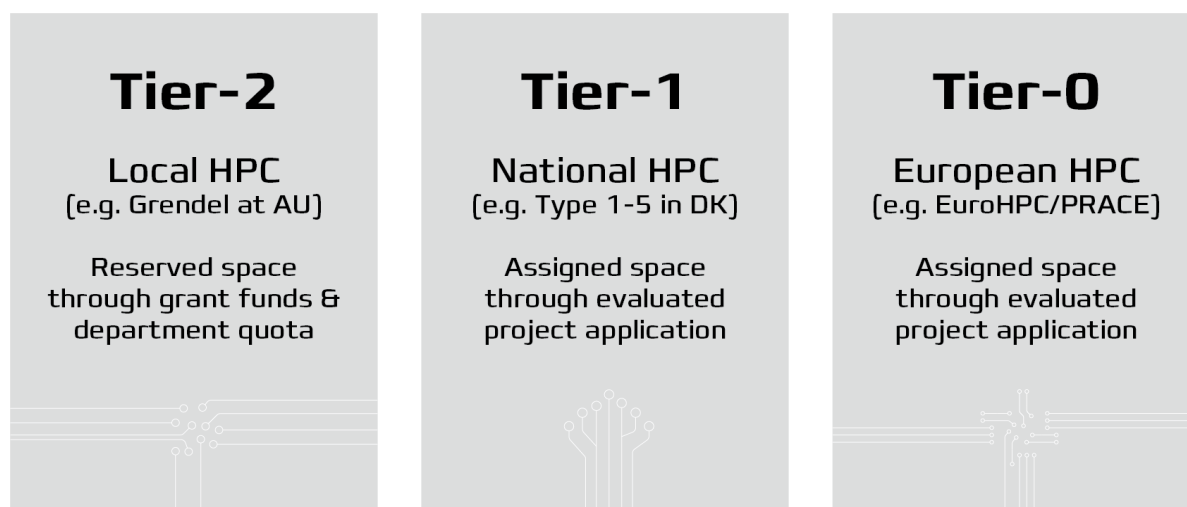 Tier-2
Local HPC
(e.g. Grendel at AU)
Reserved space
through grant funds &
department quota
Tier-1
National HPC
(e.g. Type 1-5 in DK)
Assigned space
through evaluated
project application
Tier-0
European HPC
(e.g. EuroHPC/PRACE)
Assigned space
through evaluated
project application